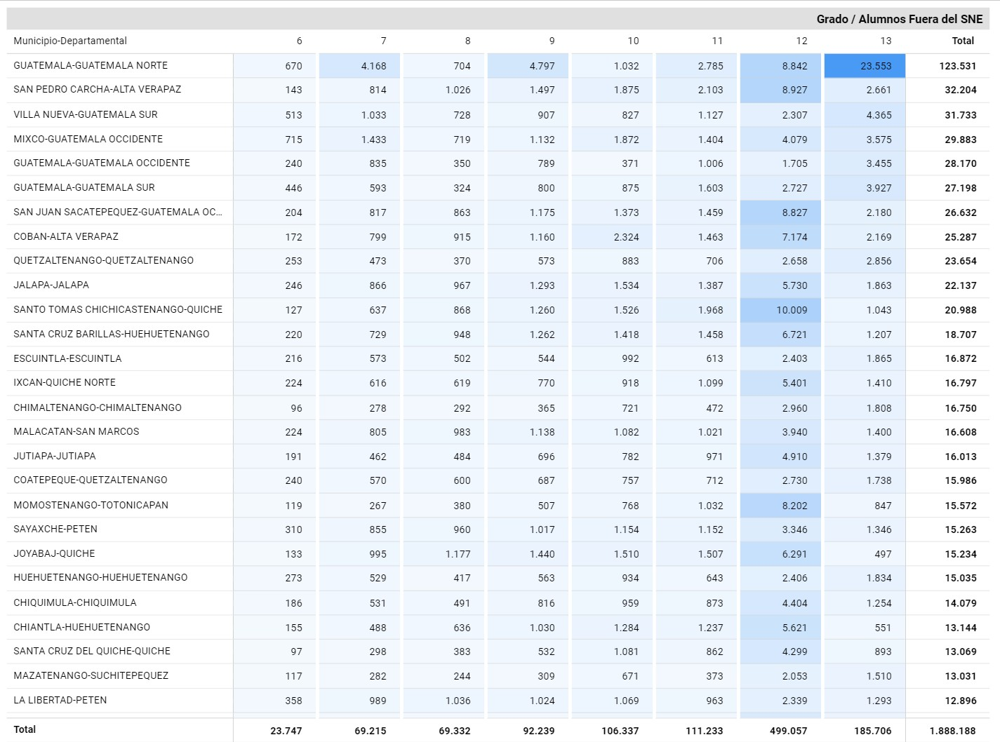 Grado / Alumnos Fuera del SNE
Municipio-Departamental 6 7 8 9 10 11 12 13 Total
GUATEMALA-GUATEMALA NORTE 670 4.168 704 4.797 1.032 2.785 8.842 23.553 123.531
SAN PEDRO CARCHA-ALTA VERAPAZ 143 814 1.026 1.497 1.875 2.103 8.927 2.661 32.204
VILLA NUEVA-GUATEMALA SUR 513 1.033 728 907 827 1.127 2.307 4.365 31.733
MIXCO-GUATEMALA OCCIDENTE 715 1.433 719 1.132 1.872 1.404 4.079 3.575 29.883
GUATEMALA-GUATEMALA OCCIDENTE 240 835 350 789 371 1.006 1.705 3.455 28.170
GUATEMALA-GUATEMALA SUR 446 593 324 800 875 1.603 2.727 3.927 27.198
SAN JUAN SACATEPEQUEZ-GUATEMALA OC... 204 817 863 1.175 1.373 1.459 8.827 2.180 26.632
COBAN-ALTA VERAPAZ 172 799 915 1.160 2.324 1.463 7.174 2.169 25.287
QUETZALTENANGO-QUETZALTENANGO 253 473 370 573 883 706 2.658 2.856 23.654
JALAPA-JALAPA 246 866 967 1.293 1.534 1.387 5.730 1.863 22.137
SANTO TOMAS CHICHICASTENANGO-QUICHE 127 637 868 1.260 1.526 1.968 10.009 1.043 20.988
SANTA CRUZ BARILLAS-HUEHUETENANGO 220 729 948 1.262 1.418 1.458 6.721 1.207 18.707
ESCUINTLA-ESCUINTLA 216 573 502 544 992 613 2.403 1.865 16.872
IXCAN-QUICHE NORTE 224 616 619 770 918 1.099 5.401 1.410 16.797
CHIMALTENANGO-CHIMALTENANGO 96 278 292 365 721 472 2.960 1.808 16.750
MALACATAN-SAN MARCOS 224 805 983 1.138 1.082 1.021 3.940 1.400 16.608
JUTIAPA-JUTIAPA 191 462 484 696 782 971 4.910 1.379 16.013
COATEPEQUE-QUETZALTENANGO 240 570 600 687 757 712 2.730 1.738 15.986
MOMOSTENANGO-TOTONICAPAN 119 267 380 507 768 1.032 8.202 847 15.572
SAYAXCHE-PETEN 310 855 960 1.017 1.154 1.152 3.346 1.346 15.263
JOYABAJ-QUICHE 133 995 1.177 1.440 1.510 1.507 6.291 497 15.234
HUEHUETENANGO-HUEHUETENANGO 273 529 417 563 934 643 2.406 1.834 15.035
CHIQUIMULA-CHIQUIMULA 186 531 491 816 959 873 4.404 1.254 14.079
CHIANTLA-HUEHUETENANGO 155 488 636 1.030 1.284 1.237 5.621 551 13.144
SANTA CRUZ DEL QUICHE-QUICHE 97 298 383 532 1.081 862 4.299 893 13.069
MAZATENANGO-SUCHITEPEQUEZ 117 282 244 309 671 373 2.053 1.510 13.031
LA LIBERTAD-PETEN 358 989 1.036 1.024 1.069 963 2.339 1.293 12.896
Total 23.747 69.215 69.332 92.239 106.337 111.233 499.057 185.706 1.888.188